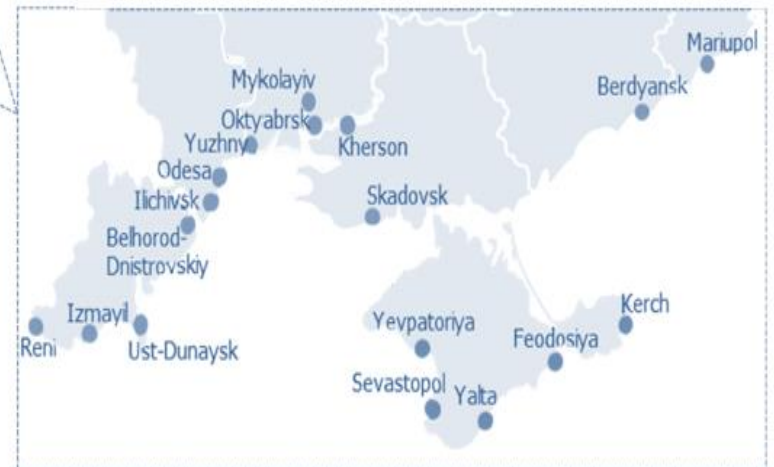 Mariupol
Mykolayiv
Berdyansk
Oktyabrsk
Yuzhny
Kherson
Odesa
Skadovsk
Ilichivsk
Belhorod-
Dnistrovskiy
Izmayil
Kerch
Yevpatoriya
Feodosiya
Reni
Ust-Dunaysk
Sevastopol
Yalta